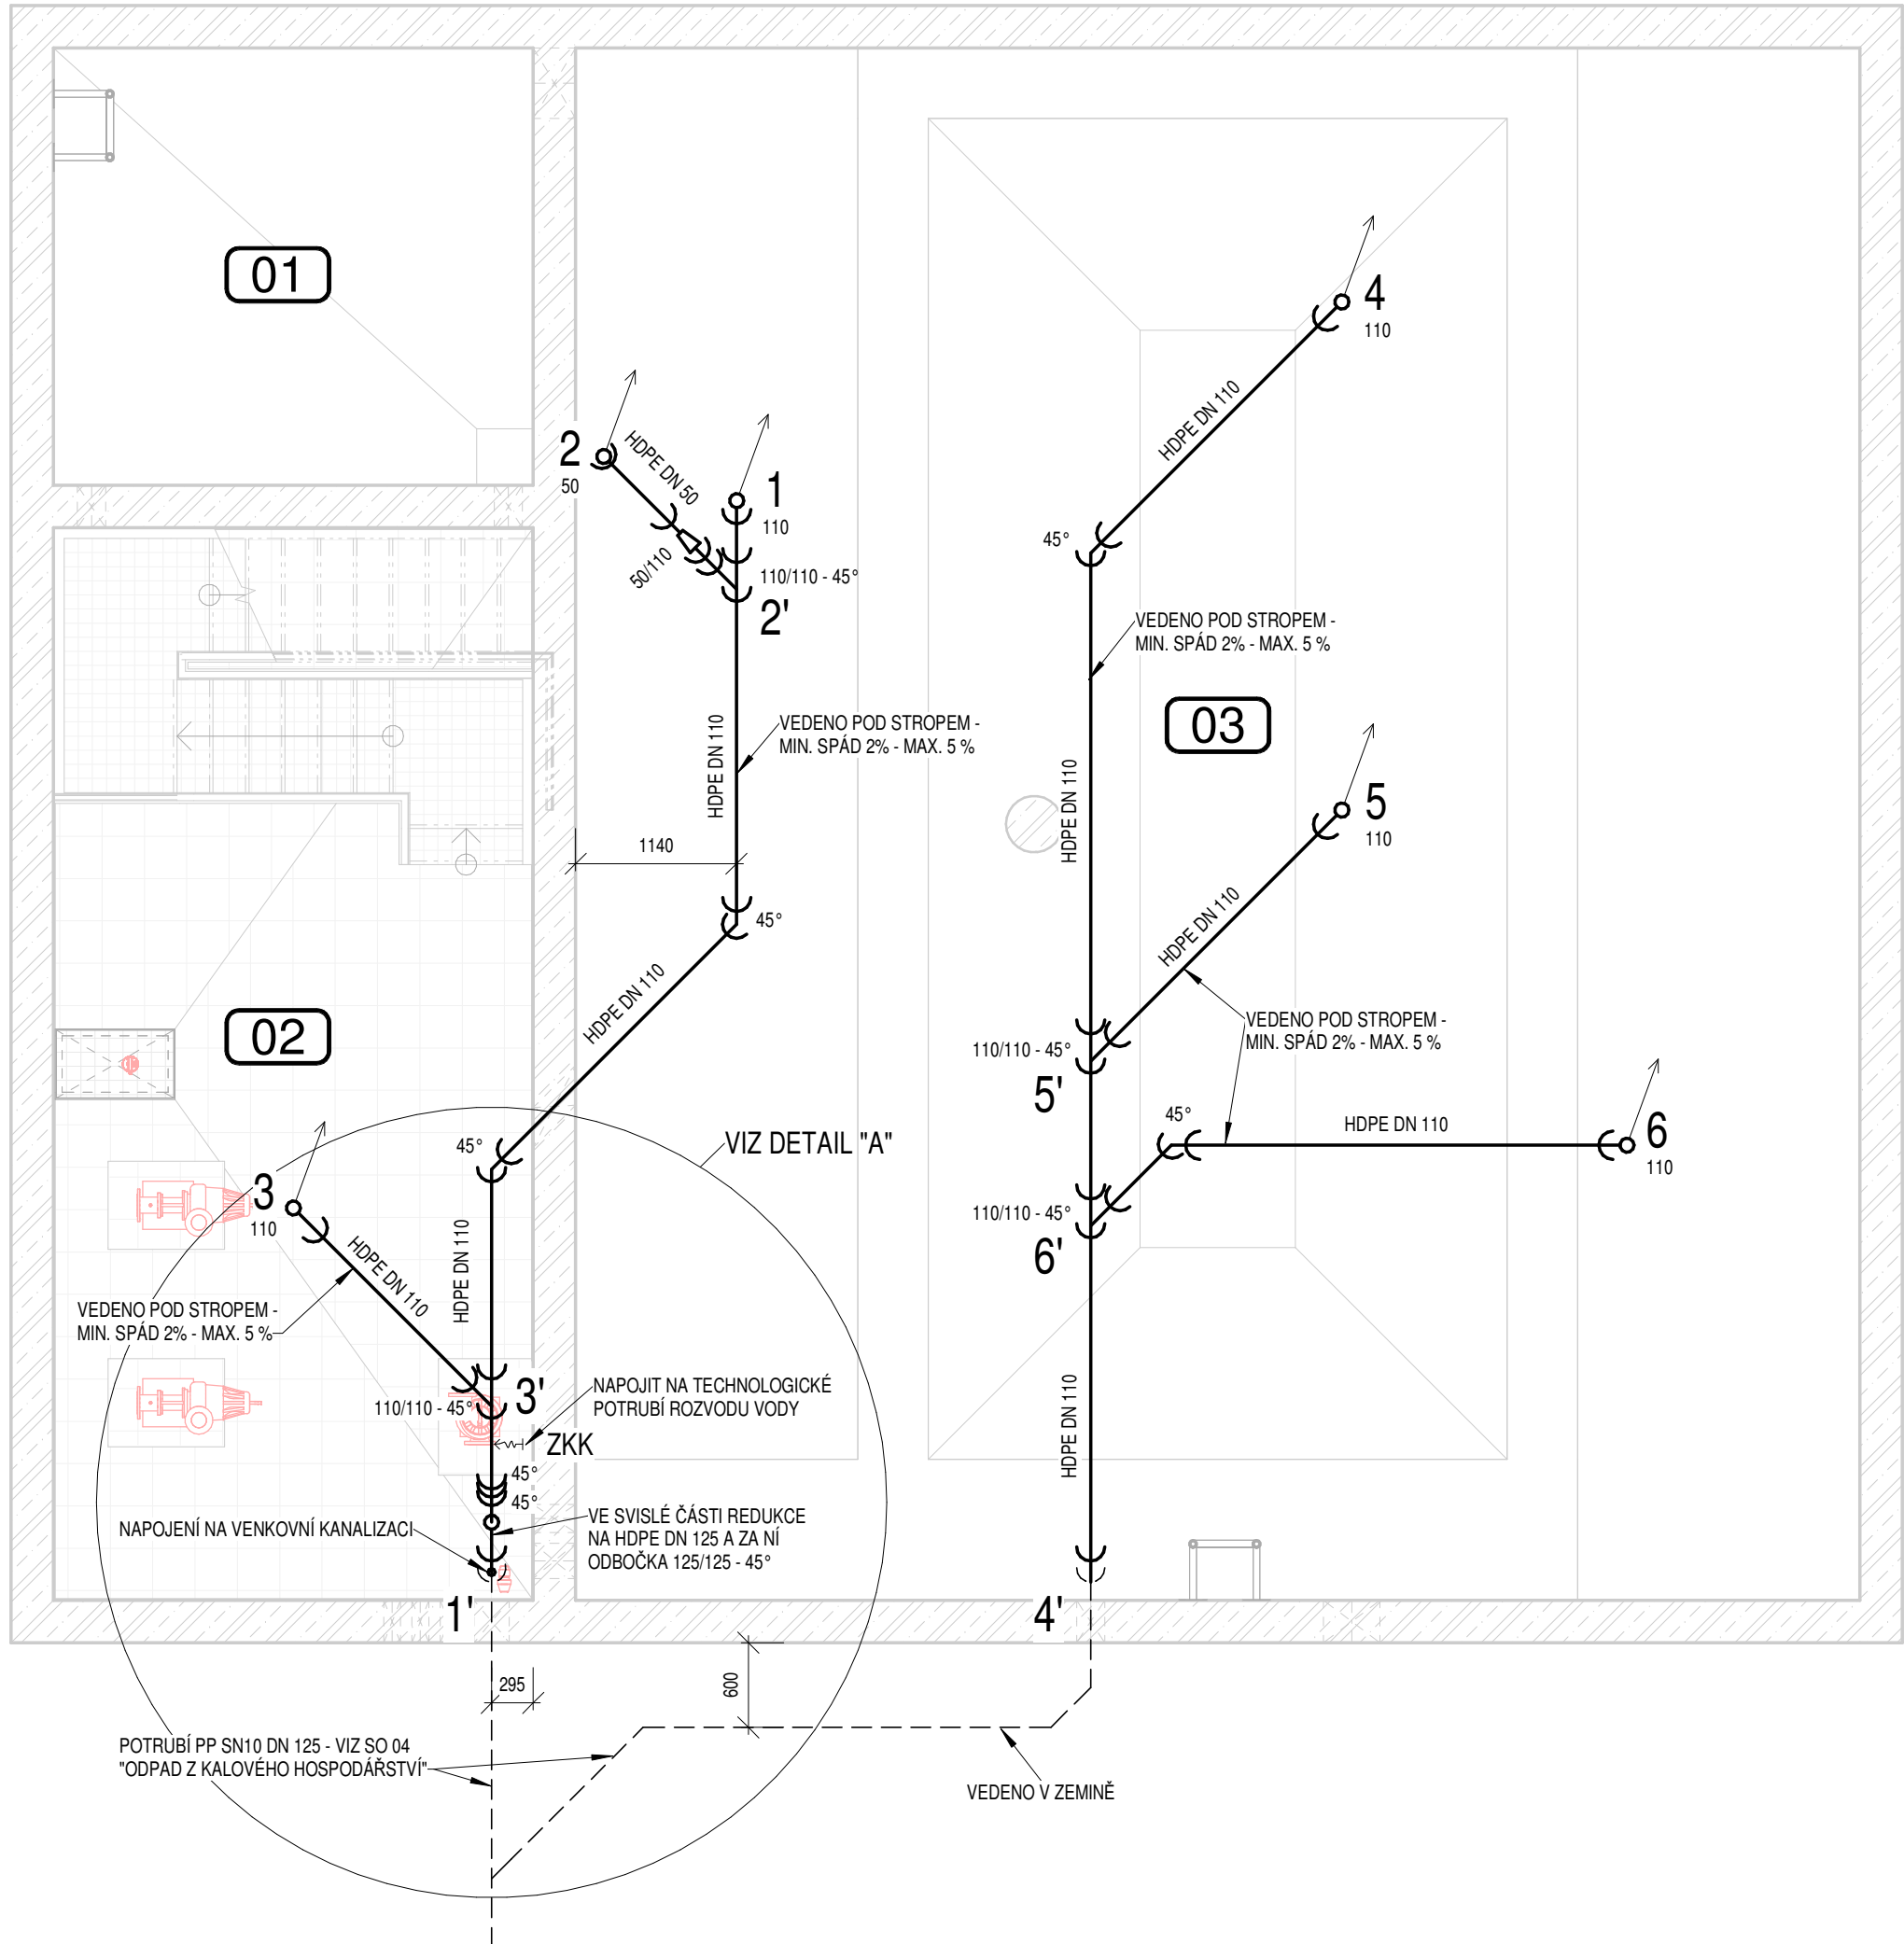 01
4
110
2
50
HDPE DN 50
1
110
50/110
110/110 - 45°
2'
HDPE DN 110
45°
VEDENO POD STROPEM -
MIN. SPÁD 2% - MAX. 5 %
03
HDPE DN 110
VEDENO POD STROPEM -
MIN. SPÁD 2% - MAX. 5 %
HDPE DN 110
5
110
1140
45°
HDPE DN 110
HDPE DN 110
02
VEDENO POD STROPEM -
MIN. SPÁD 2% - MAX. 5 %
110/110 - 45°
5'
45°
HDPE DN 110
6
110
VIZ DETAIL "A"
45°
3
110
HDPE DN 110
HDPE DN 110
110/110 - 45°
6'
VEDENO POD STROPEM -
MIN. SPÁD 2% - MAX. 5 %
110/110 - 45°
3'
NAPOJIT NA TECHNOLOGICKÉ
POTRUBÍ ROZVODU VODY
ZKK
HDPE DN 110
45°
45°
NAPOJENÍ NA VENKOVNÍ KANALIZACI
VE SVISLÉ ČÁSTI REDUKCE
NA HDPE DN 125 A ZA NÍ
ODBOČKA 125/125 - 45°
1'
4'
295
600
POTRUBÍ PP SN10 DN 125 - VIZ SO 04
"ODPAD Z KALOVÉHO HOSPODÁŘSTVÍ"
VEDENO V ZEMINĚ